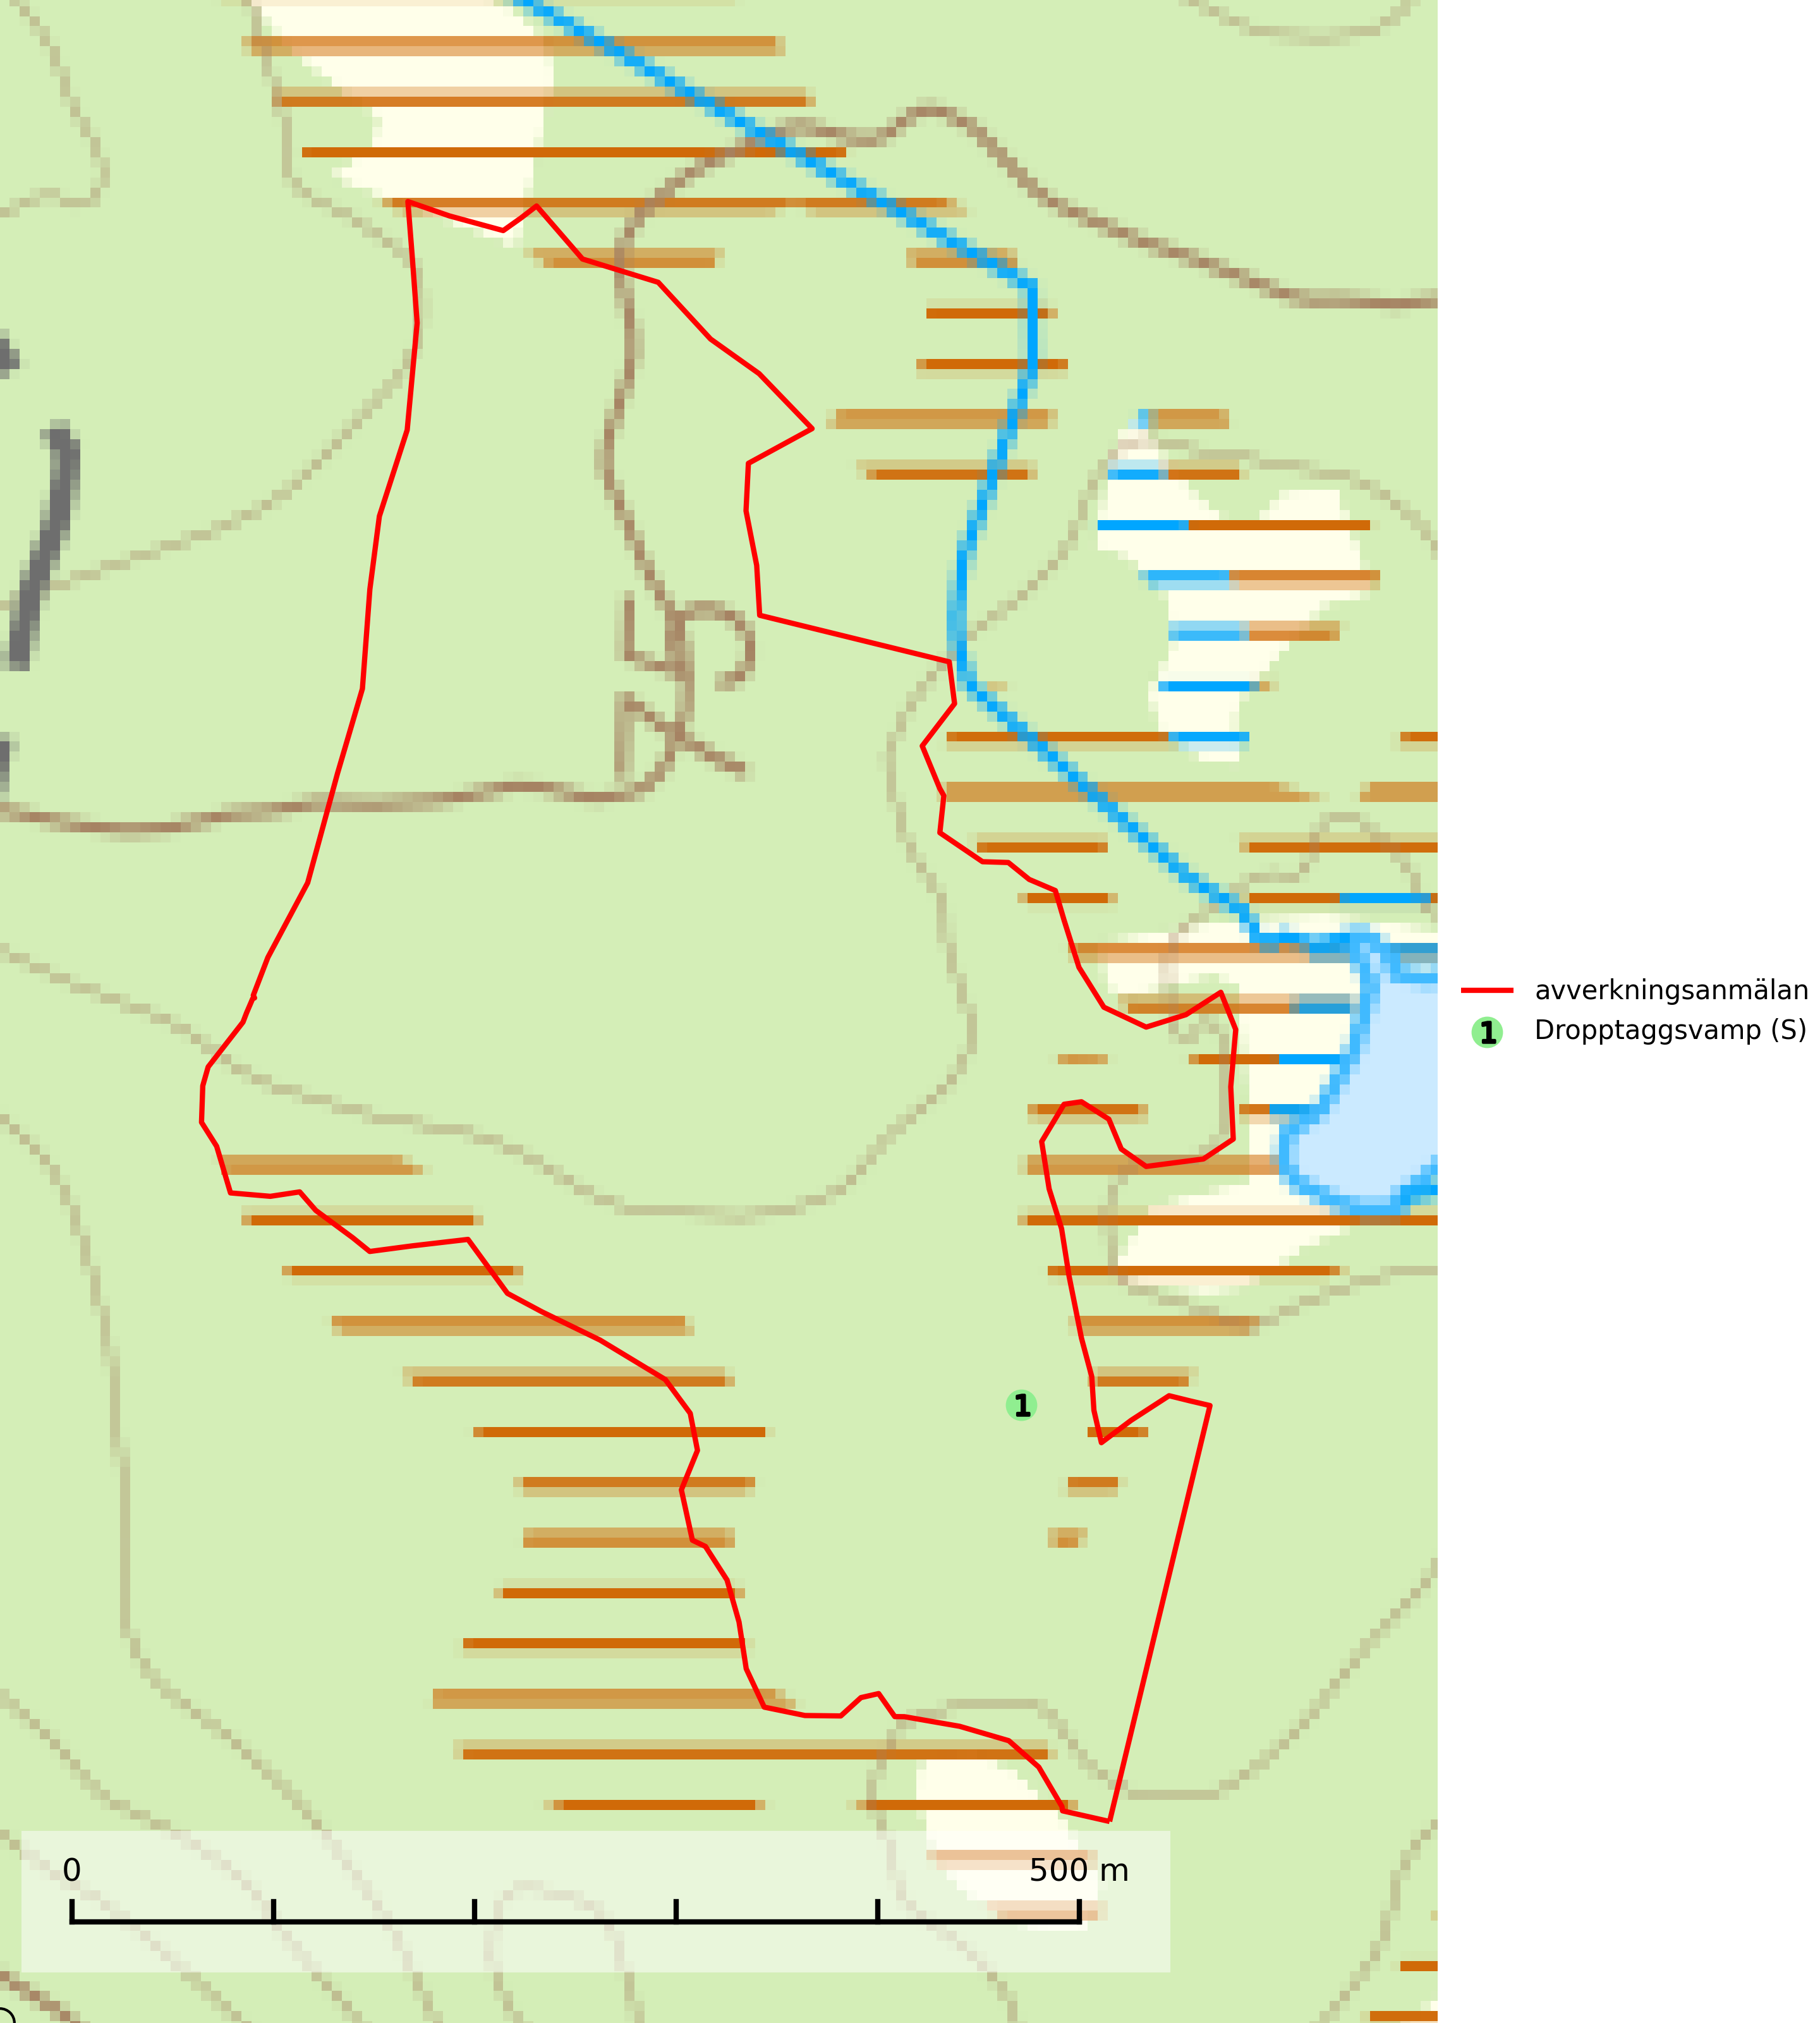 1
avverkningsanmälan
1 Dropptaggsvamp (S)
0 500 m